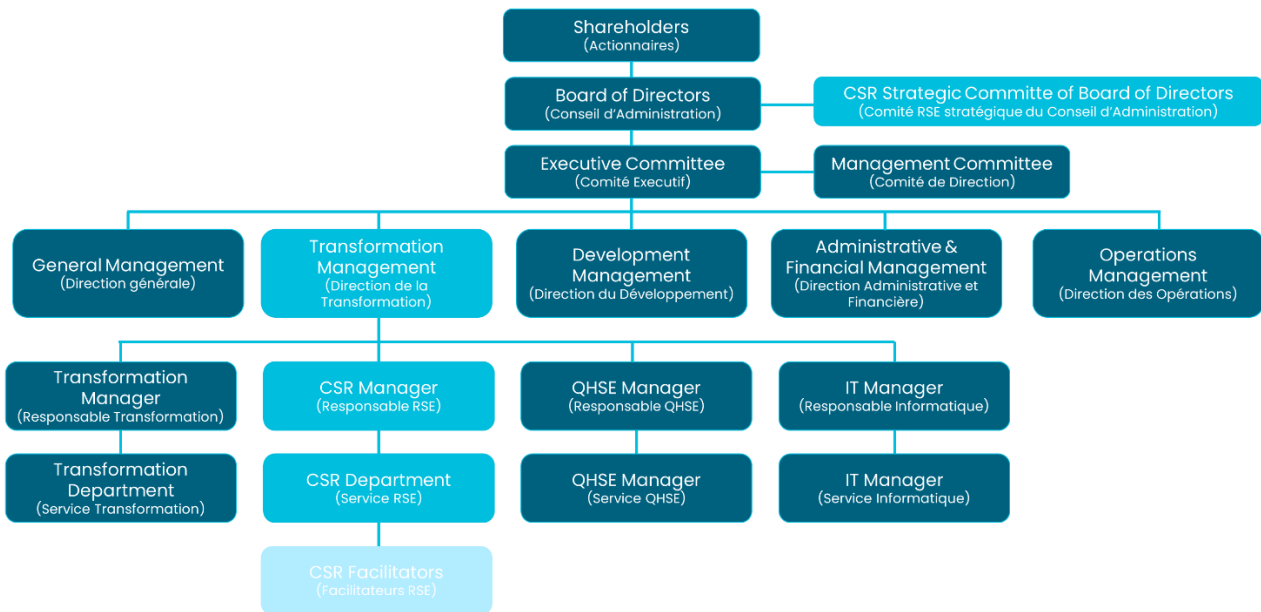 Shareholders
(Actionnaires)
Board of Directors
(Conseil d'Administration)
CSR Strategic Committe of Board of Directors
(Comité RSE stratégique du Conseil d'Administration)
Executive Committee
(Comité Executif)
Management Committee
(Comité de Direction)
General Management
(Direction générale)
Transformation
Management
(Direction de la
Transformation)
Development
Management
(Direction du Développement)
Administrative &
Financial Management
(Direction Administrative et
Financière)
Operations
Management
(Direction des Opérations)
Transformation
Manager
(Responsable Transformation)
CSR Manager
(Responsable RSE)
QHSE Manager
(Responsable QHSE)
IT Manager
(Responsable Informatique)
Transformation
Department
(Service Transformation)
CSR Department
(Service RSE)
QHSE Manager
(Service QHSE)
IT Manager
(Service Informatique)
CSR Facilitators
(Facilitateurs RSE)